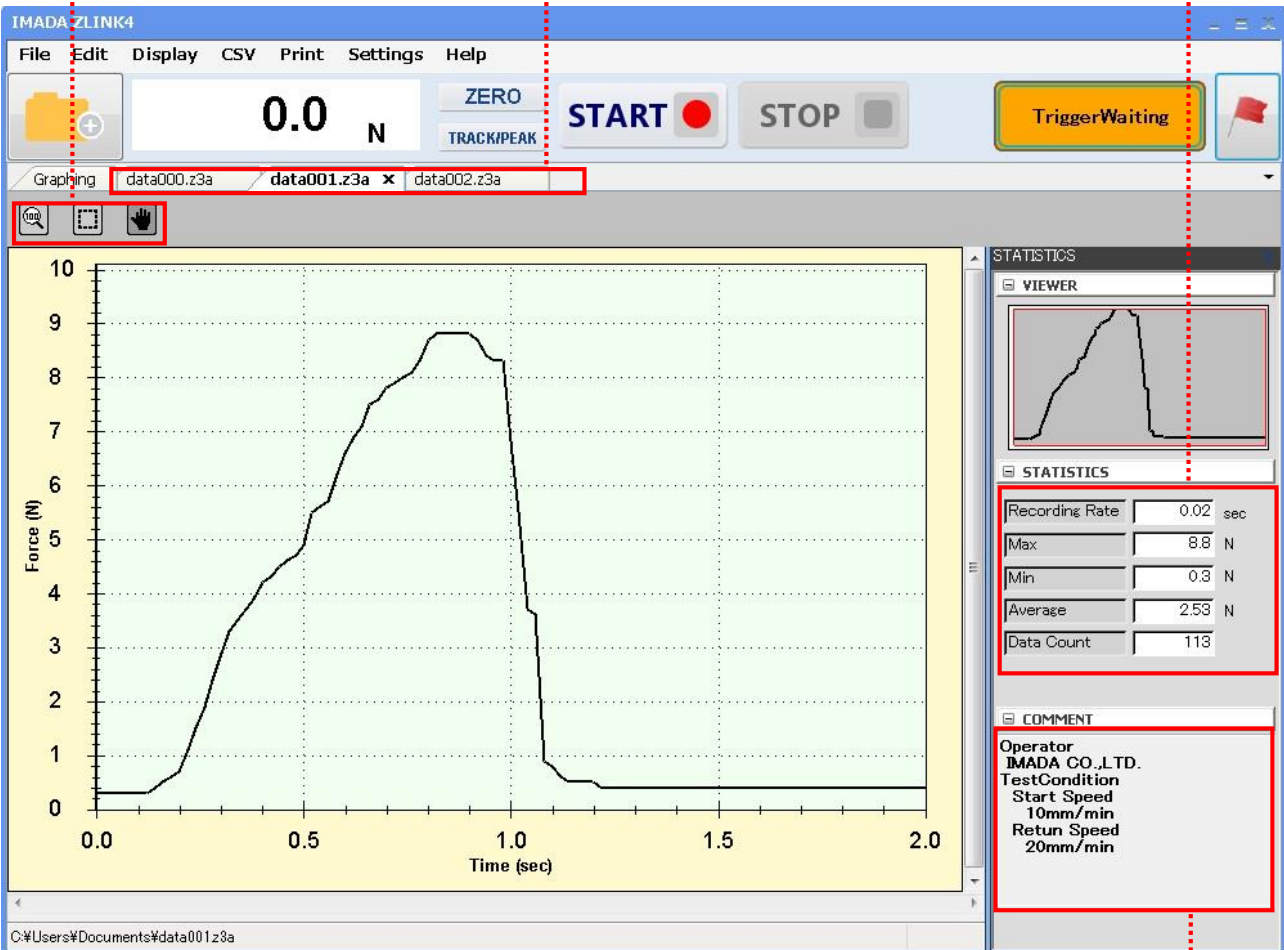 IMADA ZLINK4
File Edit Display CSV Print Settings Help
0.0 N
ZERO
TRACK/PEAK
START
STOP
TriggerWaiting
Graphing data000.z3a data001.z3a × data002.z3a
100
STATISTICS
VIEWER
STATISTICS
Recording Rate 0.02 sec
Max 8.8 N
Min 0.3 N
Average 2.53 N
Data Count 113
COMMENT
Operator
IMADA CO.,LTD.
TestCondition
Start Speed
10mm/min
Retun Speed
20mm/min
10
9
8
7
6
5
4
3
2
1
0
Force (N)
0.0 0.5 1.0 1.5 2.0
Time (sec)
C:¥Users¥Documents¥data001z3a